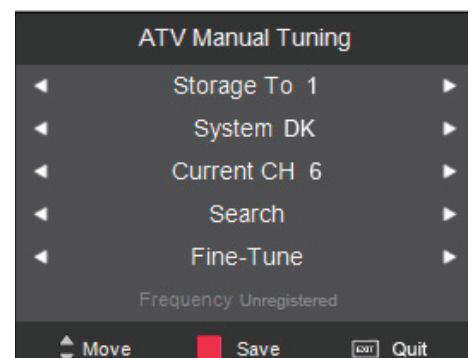 ATV Manual Tuning
Storage To 1
System DK
Current CH 6
Search
Fine-Tune
Frequency Unregistered
Move Save EXIT Quit